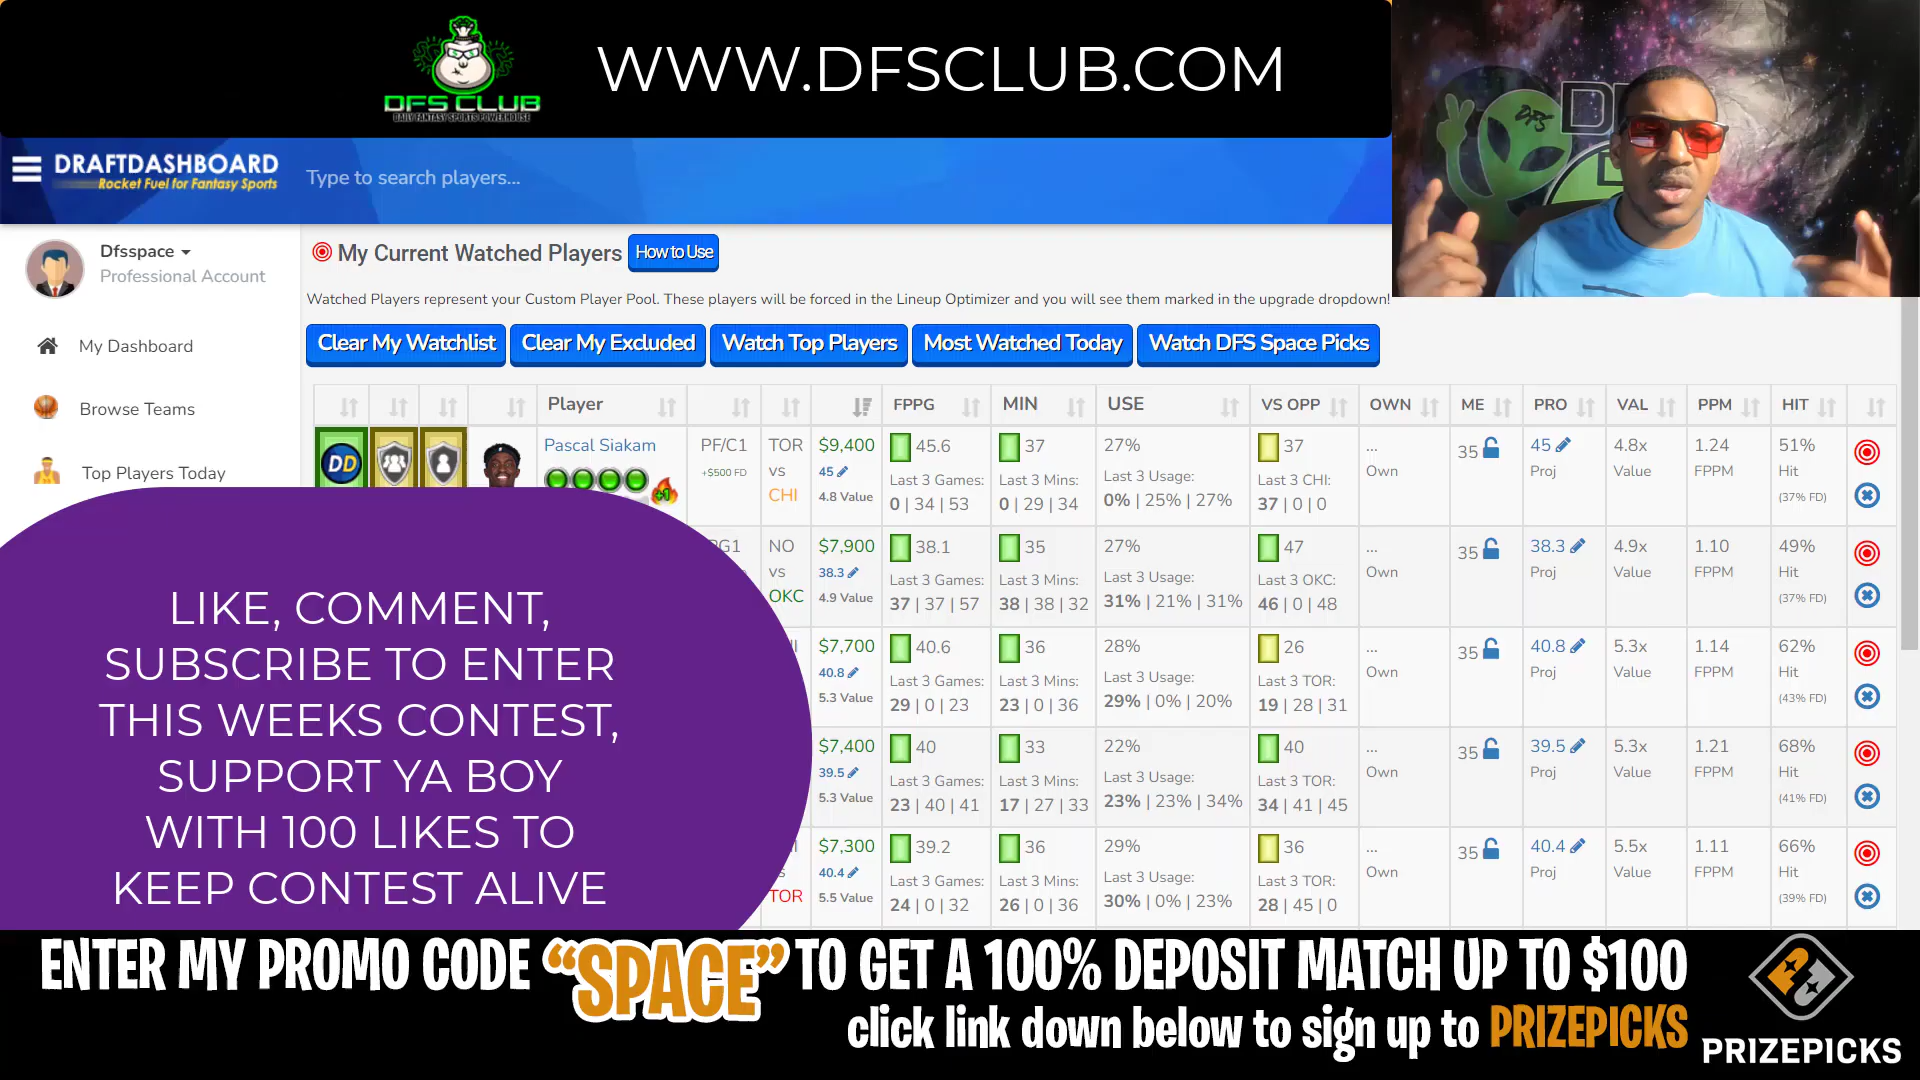 DFS CLUB
DAILY FANTASY SPORTS POWERHOUSE
WWW.DFSCLUB.COM
DRAFTDASHBOARD
Rocket Fuel for Fantasy Sports
Type to search players...
Dfsspace
Professional Account
My Dashboard
Browse Teams
Top Players Today
My Current Watched Players How to Use
Watched Players represent your Custom Player Pool. These players will be forced in the Lineup Optimizer and you will see them marked in the upgrade dropdown!
Clear My Watchlist Clear My Excluded Watch Top Players Most Watched Today Watch DFS Space Picks
Player FPPG MIN USE VS OPP OWN ME PRO VAL PPM HIT
DD Pascal Siakam PF/C1 TOR $9,400 45.6 37 27% 37 ... 35 45 4.8x 1.24 51%
+$500 FD vs 45 Last 3 Games: Last 3 Mins: Last 3 Usage: Last 3 CHI: Own Proj Value FPPM Hit
+1 CHI 4.8 Value 0 | 34 | 53 0 | 29 | 34 0% | 25% | 27% 37 | 0 | 0 (37% FD)
NO $7,900 38.1 35 27% 47 ... 35 38.3 4.9x 1.10 49%
vs 38.3 Last 3 Games: Last 3 Mins: Last 3 Usage: Last 3 OKC: Own Proj Value FPPM Hit
OKC 4.9 Value 37 | 37 | 57 38 | 38 | 32 31% | 21% | 31% 46 | 0 | 48 (37% FD)
$7,700 40.6 36 28% 26 ... 35 40.8 5.3x 1.14 62%
40.8 Last 3 Games: Last 3 Mins: Last 3 Usage: Last 3 TOR: Own Proj Value FPPM Hit
5.3 Value 29 | 0 | 23 23 | 0 | 36 29% | 0% | 20% 19 | 28 | 31 (43% FD)
$7,400 40 33 22% 40 ... 35 39.5 5.3x 1.21 68%
39.5 Last 3 Games: Last 3 Mins: Last 3 Usage: Last 3 TOR: Own Proj Value FPPM Hit
5.3 Value 23 | 40 | 41 17 | 27 | 33 23% | 23% | 34% 34 | 41 | 45 (41% FD)
$7,300 39.2 36 29% 36 ... 35 40.4 5.5x 1.11 66%
40.4 Last 3 Games: Last 3 Mins: Last 3 Usage: Last 3 TOR: Own Proj Value FPPM Hit
TOR 5.5 Value 24 | 0 | 32 26 | 0 | 36 30% | 0% | 23% 28 | 45 | 0 (39% FD)
LIKE, COMMENT,
SUBSCRIBE TO ENTER
THIS WEEKS CONTEST,
SUPPORT YA BOY
WITH 100 LIKES TO
KEEP CONTEST ALIVE
ENTER MY PROMO CODE “SPACE” TO GET A 100% DEPOSIT MATCH UP TO $100
click link down below to sign up to PRIZEPICKS
PRIZEPICKS